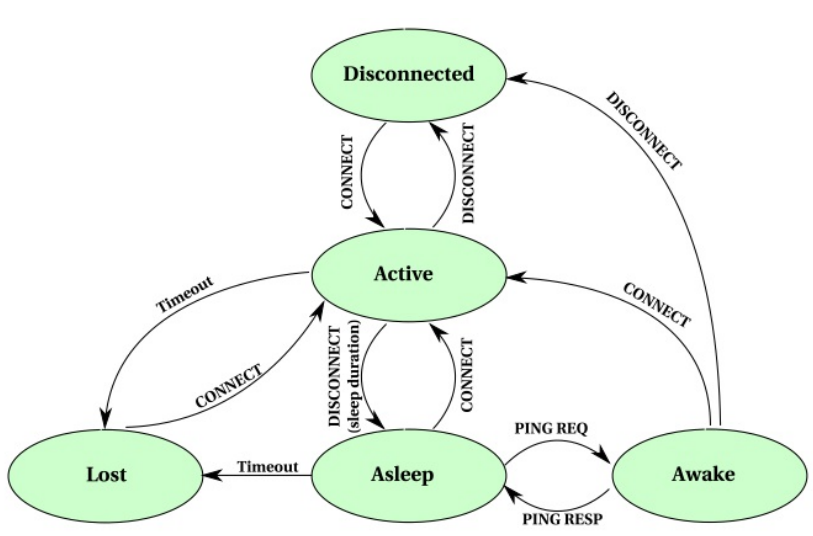 Disconnected
DISCONNECT
CONNECT
DISCONNECT
Active
Timeout
CONNECT
CONNECT
DISCONNECT
(sleep duration)
CONNECT
PING REQ
Lost
Timeout
Asleep
Awake
PING RESP